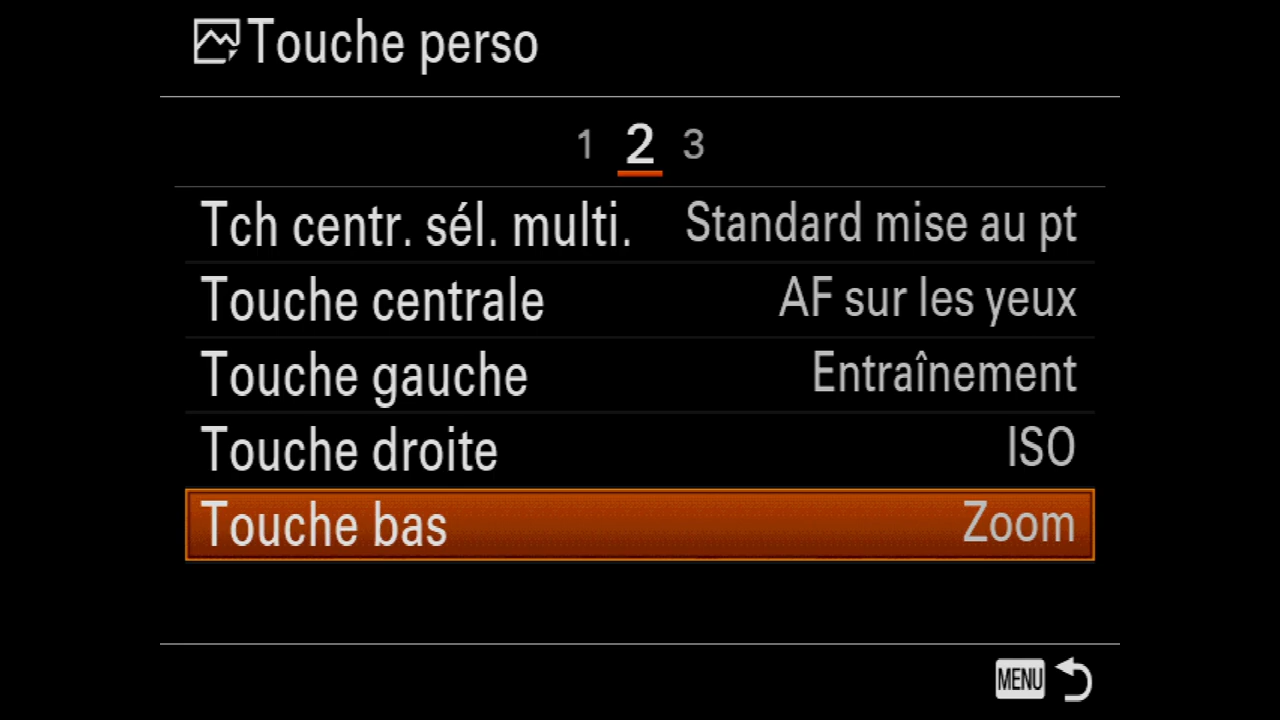 Touche perso
1 2 3
Tch centr. sél. multi. Standard mise au pt
Touche centrale AF sur les yeux
Touche gauche Entraînement
Touche droite ISO
Touche bas Zoom
MENU